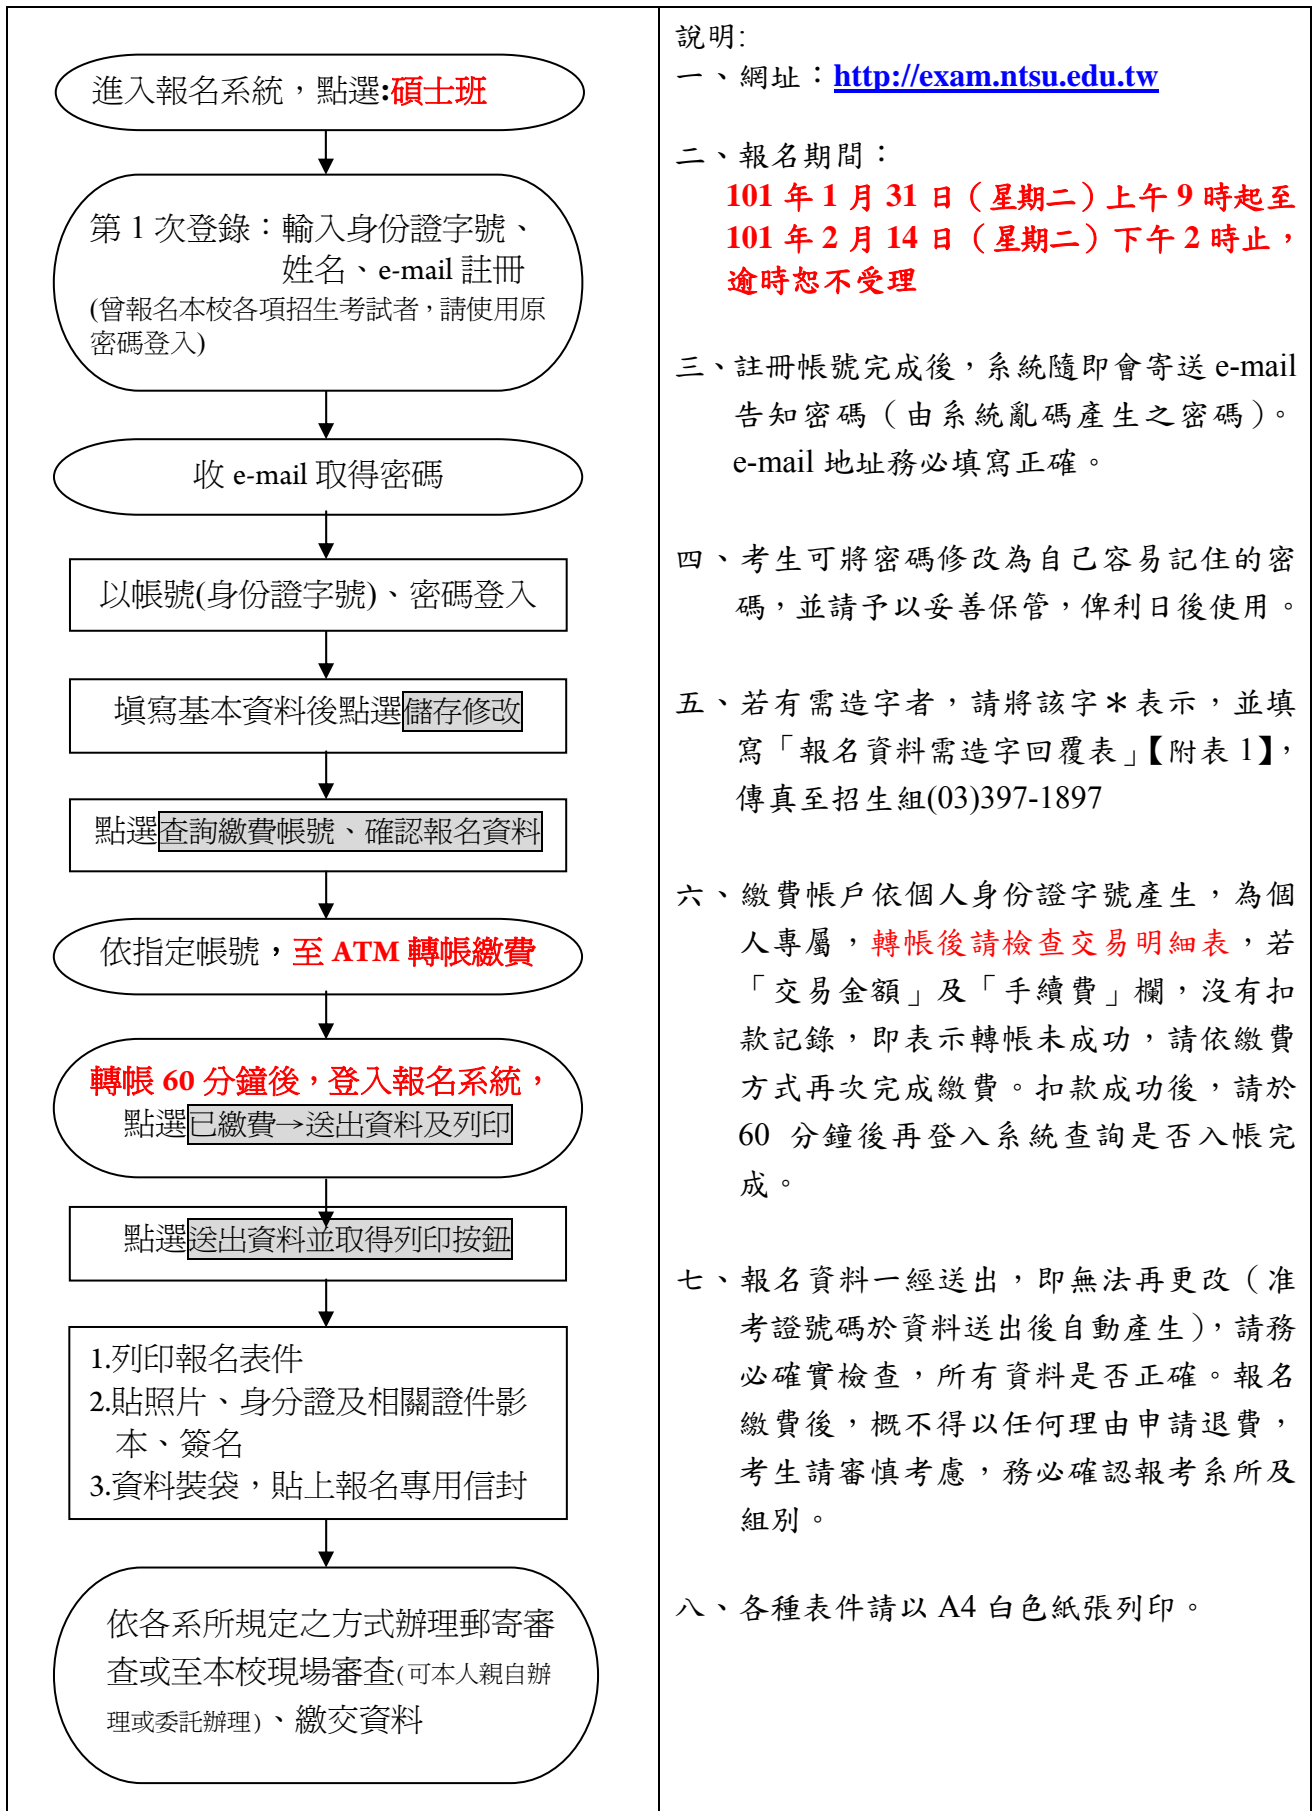 進入報名系統，點選:碩士班
第 1 次登錄：輸入身份證字號、
姓名、e-mail 註冊
(曾報名本校各項招生考試者，請使用原
密碼登入)
收 e-mail 取得密碼
以帳號(身份證字號)、密碼登入
填寫基本資料後點選儲存修改
點選查詢繳費帳號、確認報名資料
依指定帳號，至 ATM 轉帳繳費
轉帳 60 分鐘後，登入報名系統，
點選已繳費→送出資料及列印
點選送出資料並取得列印按鈕
1.列印報名表件
2.貼照片、身分證及相關證件影
本、簽名
3.資料裝袋，貼上報名專用信封
依各系所規定之方式辦理郵寄審
查或至本校現場審查(可本人親自辦
理或委託辦理)、繳交資料
說明:
一、網址：http://exam.ntsu.edu.tw
二、報名期間：
101 年 1 月 31 日（星期二）上午 9 時起至
101 年 2 月 14 日（星期二）下午 2 時止，
逾時恕不受理
三、註冊帳號完成後，系統隨即會寄送 e-mail
告知密碼（由系統亂碼產生之密碼）。
e-mail 地址務必填寫正確。
四、考生可將密碼修改為自己容易記住的密
碼，並請予以妥善保管，俾利日後使用。
五、若有需造字者，請將該字＊表示，並填
寫「報名資料需造字回覆表」【附表 1】，
傳真至招生組(03)397-1897
六、繳費帳戶依個人身份證字號產生，為個
人專屬，轉帳後請檢查交易明細表，若
「交易金額」及「手續費」欄，沒有扣
款記錄，即表示轉帳未成功，請依繳費
方式再次完成繳費。扣款成功後，請於
60 分鐘後再登入系統查詢是否入帳完
成。
七、報名資料一經送出，即無法再更改（准
考證號碼於資料送出後自動產生），請務
必確實檢查，所有資料是否正確。報名
繳費後，概不得以任何理由申請退費，
考生請審慎考慮，務必確認報考系所及
組別。
八、各種表件請以 A4 白色紙張列印。